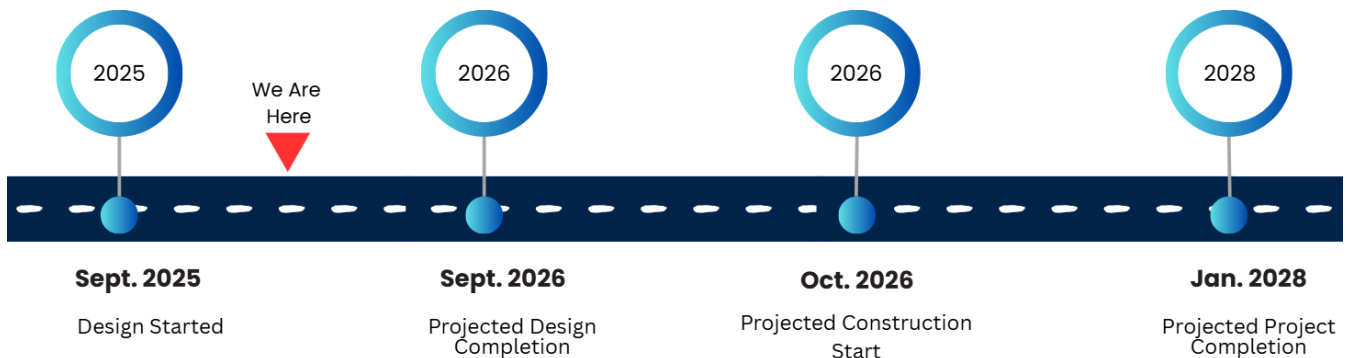 2025
We Are
Here
2026
2026
2028
Sept. 2025
Design Started
Sept. 2026
Projected Design
Completion
Oct. 2026
Projected Construction
Start
Jan. 2028
Projected Project
Completion